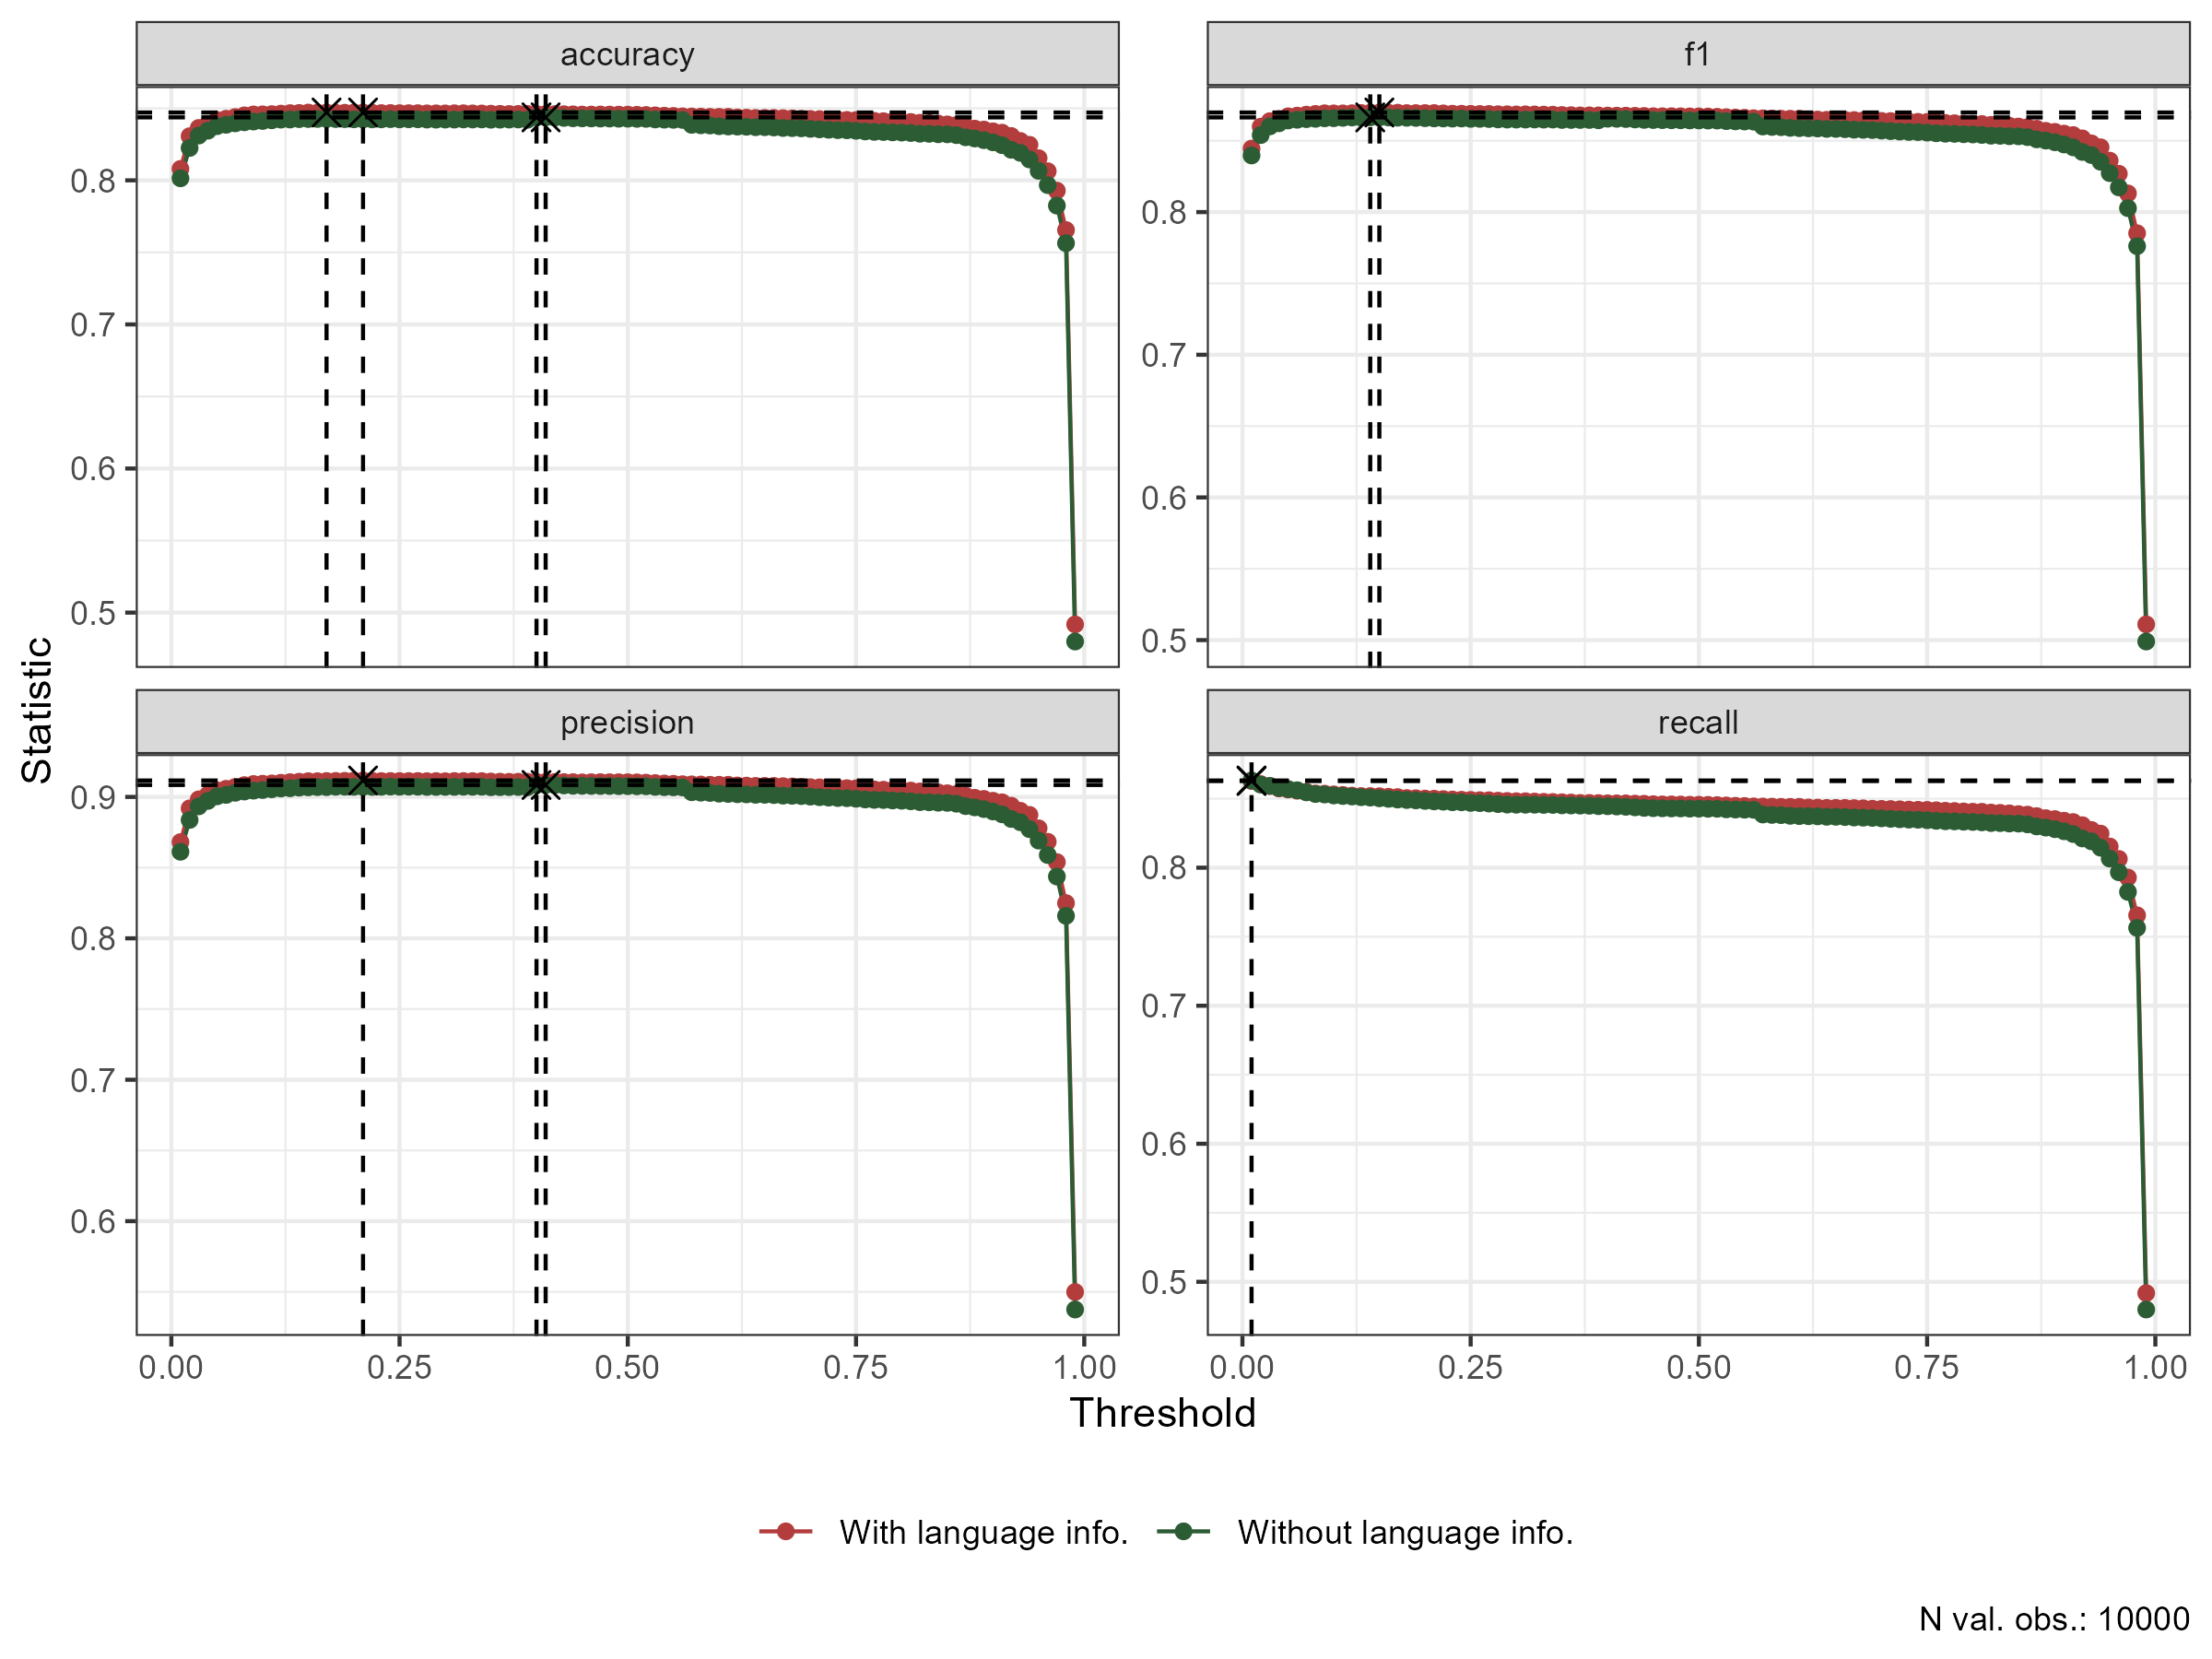 accuracy
f1
0.8
0.7
0.6
0.5
0.8
0.7
0.6
0.5
precision
recall
0.9
0.8
0.7
0.6
0.8
0.7
0.6
0.5
0.00 0.25 0.50 0.75 1.00
0.00 0.25 0.50 0.75 1.00
Statistic
Threshold
With language info. Without language info.
N val. obs.: 10000